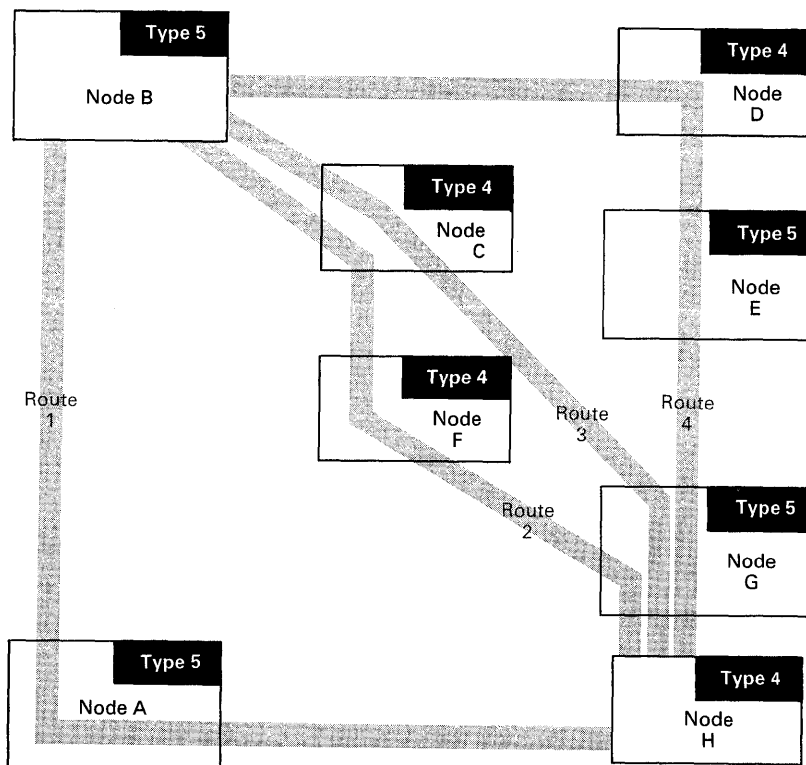 Type 5
Node B
Type 4
Node
D
Type 4
Node
C
Type 5
Node
E
Type 4
Node
F
Route
1
Route
3
Route
4
Type 5
Node
G
Route
2
Type 5
Node A
Type 4
Node
H